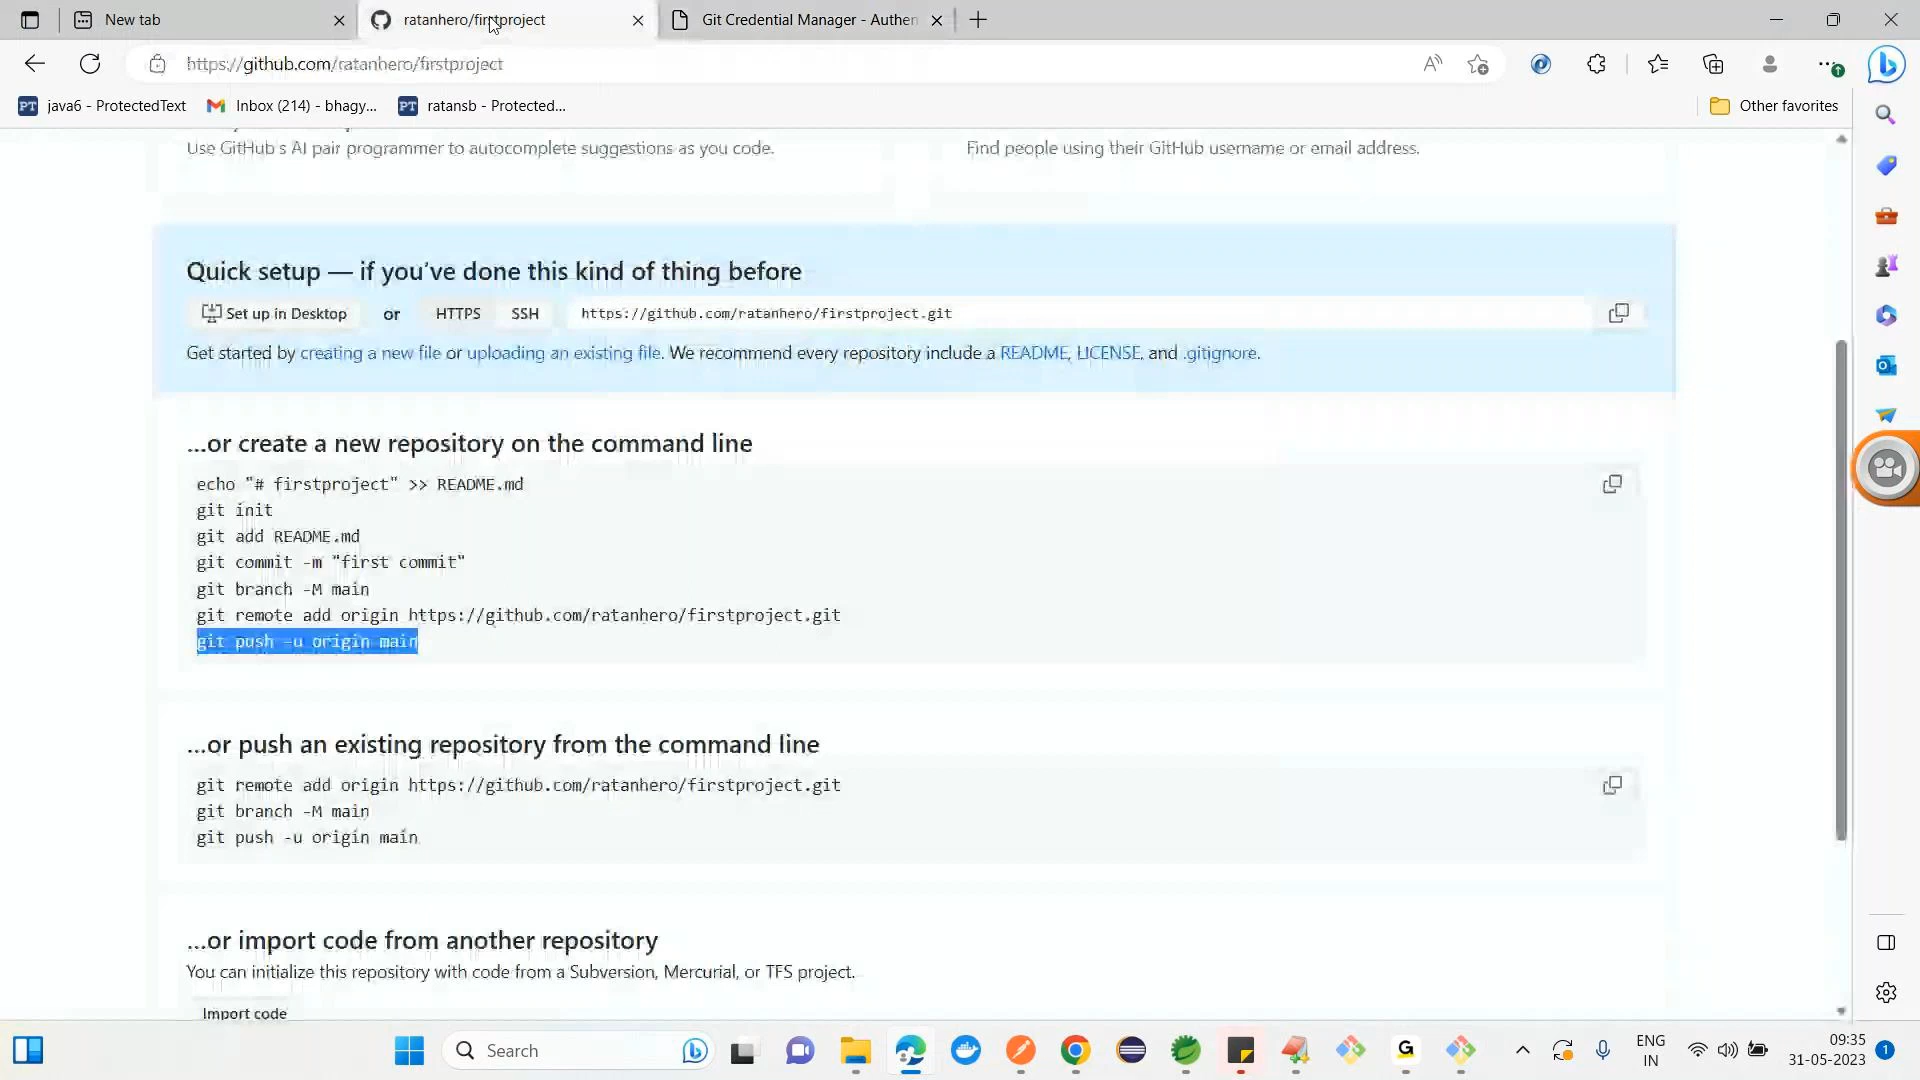 New tab
ratanhero/firstproject
Git Credential Manager - Authen
https://github.com/ratanhero/firstproject
java6 - ProtectedText
Inbox (214) - bhagy...
ratansb - Protected...
Other favorites
Use GitHub's AI pair programmer to autocomplete suggestions as you code.
Find people using their GitHub username or email address.
Quick setup — if you've done this kind of thing before
Set up in Desktop or HTTPS SSH https://github.com/ratanhero/firstproject.git
Get started by creating a new file or uploading an existing file. We recommend every repository include a README, LICENSE, and .gitignore.
...or create a new repository on the command line
echo "# firstproject" >> README.md
git init
git add README.md
git commit -m "first commit"
git branch -M main
git remote add origin https://github.com/ratanhero/firstproject.git
git push -u origin main
...or push an existing repository from the command line
git remote add origin https://github.com/ratanhero/firstproject.git
git branch -M main
git push -u origin main
...or import code from another repository
You can initialize this repository with code from a Subversion, Mercurial, or TFS project.
Import code
Search
ENG
IN
09:35
31-05-2023
1